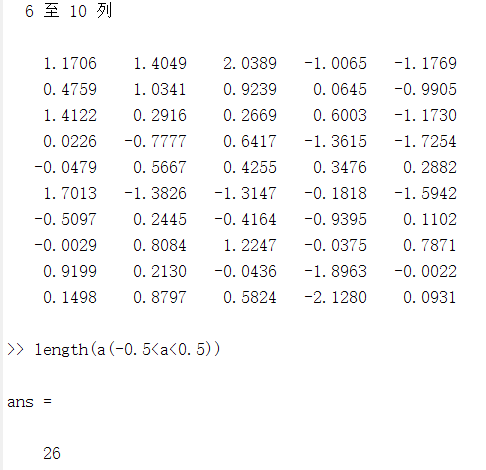 6 至 10 列
1.1706 1.4049 2.0389 -1.0065 -1.1769
0.4759 1.0341 0.9239 0.0645 -0.9905
1.4122 0.2916 0.2669 0.6003 -1.1730
0.0226 -0.7777 0.6417 -1.3615 -1.7254
-0.0479 0.5667 0.4255 0.3476 0.2882
1.7013 -1.3826 -1.3147 -0.1818 -1.5942
-0.5097 0.2445 -0.4164 -0.9395 0.1102
-0.0029 0.8084 1.2247 -0.0375 0.7871
0.9199 0.2130 -0.0436 -1.8963 -0.0022
0.1498 0.8797 0.5824 -2.1280 0.0931
>> length(a(-0.5<a<0.5))
ans =
26